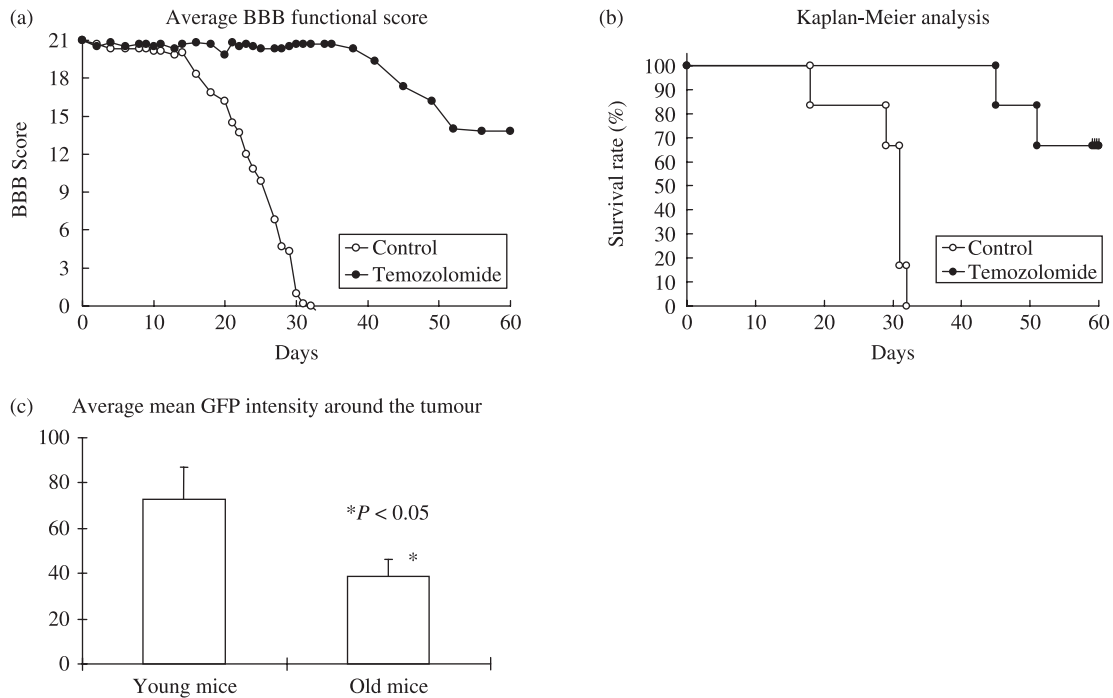 (a) Average BBB functional score
BBB Score
21
18
15
12
9
6
3
0
0 10 20 30 40 50 60
Days
Control
Temozolomide
(b) Kaplan-Meier analysis
Survival rate (%)
100
90
80
70
60
50
40
30
20
10
0
0 10 20 30 40 50 60
Days
Control
Temozolomide
(c) Average mean GFP intensity around the tumour
100
80
60
40
20
0
*P < 0.05
*
Young mice Old mice